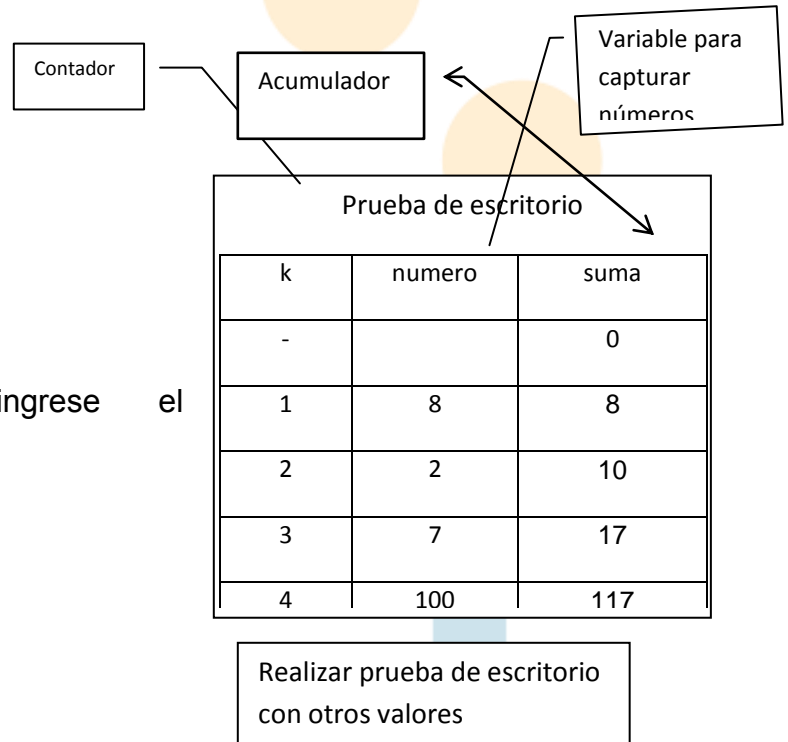 Contador
Acumulador
Variable para
capturar
números
Prueba de escritorio
k numero suma
- 0
ingrese el
1 8 8
2 2 10
3 7 17
4 100 117
Realizar prueba de escritorio
con otros valores